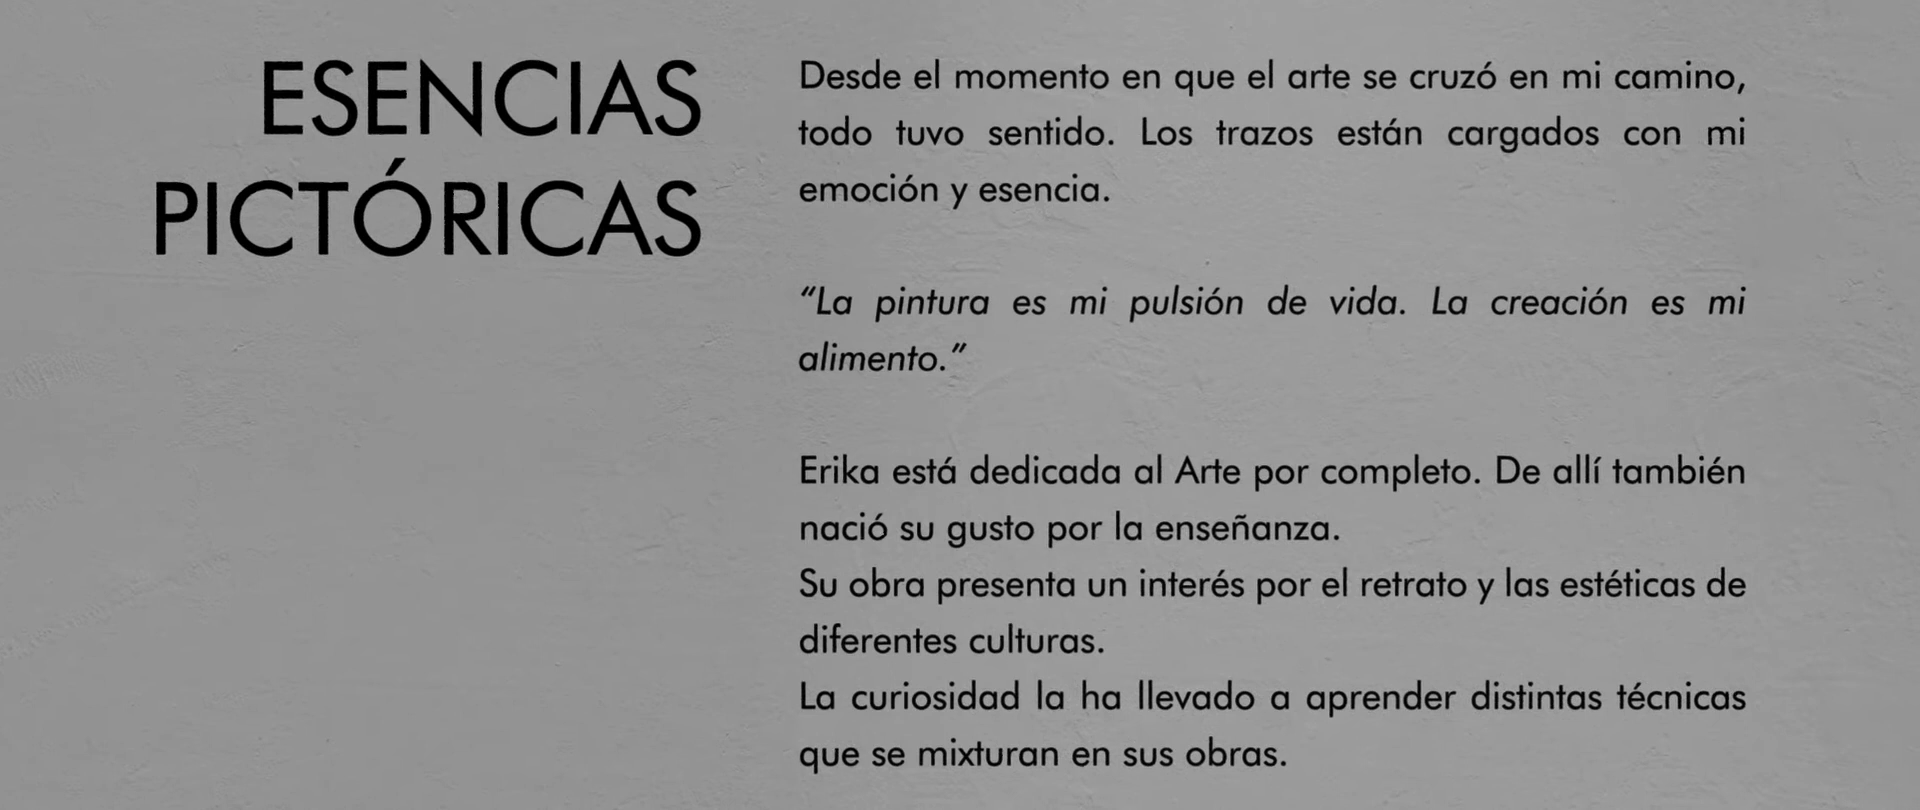 ESENCIAS
PICTÓRICAS
Desde el momento en que el arte se cruzó en mi camino,
todo tuvo sentido. Los trazos están cargados con mi
emoción y esencia.
“La pintura es mi pulsión de vida. La creación es mi
alimento.”
Erika está dedicada al Arte por completo. De allí también
nació su gusto por la enseñanza.
Su obra presenta un interés por el retrato y las estéticas de
diferentes culturas.
La curiosidad la ha llevado a aprender distintas técnicas
que se mixturan en sus obras.